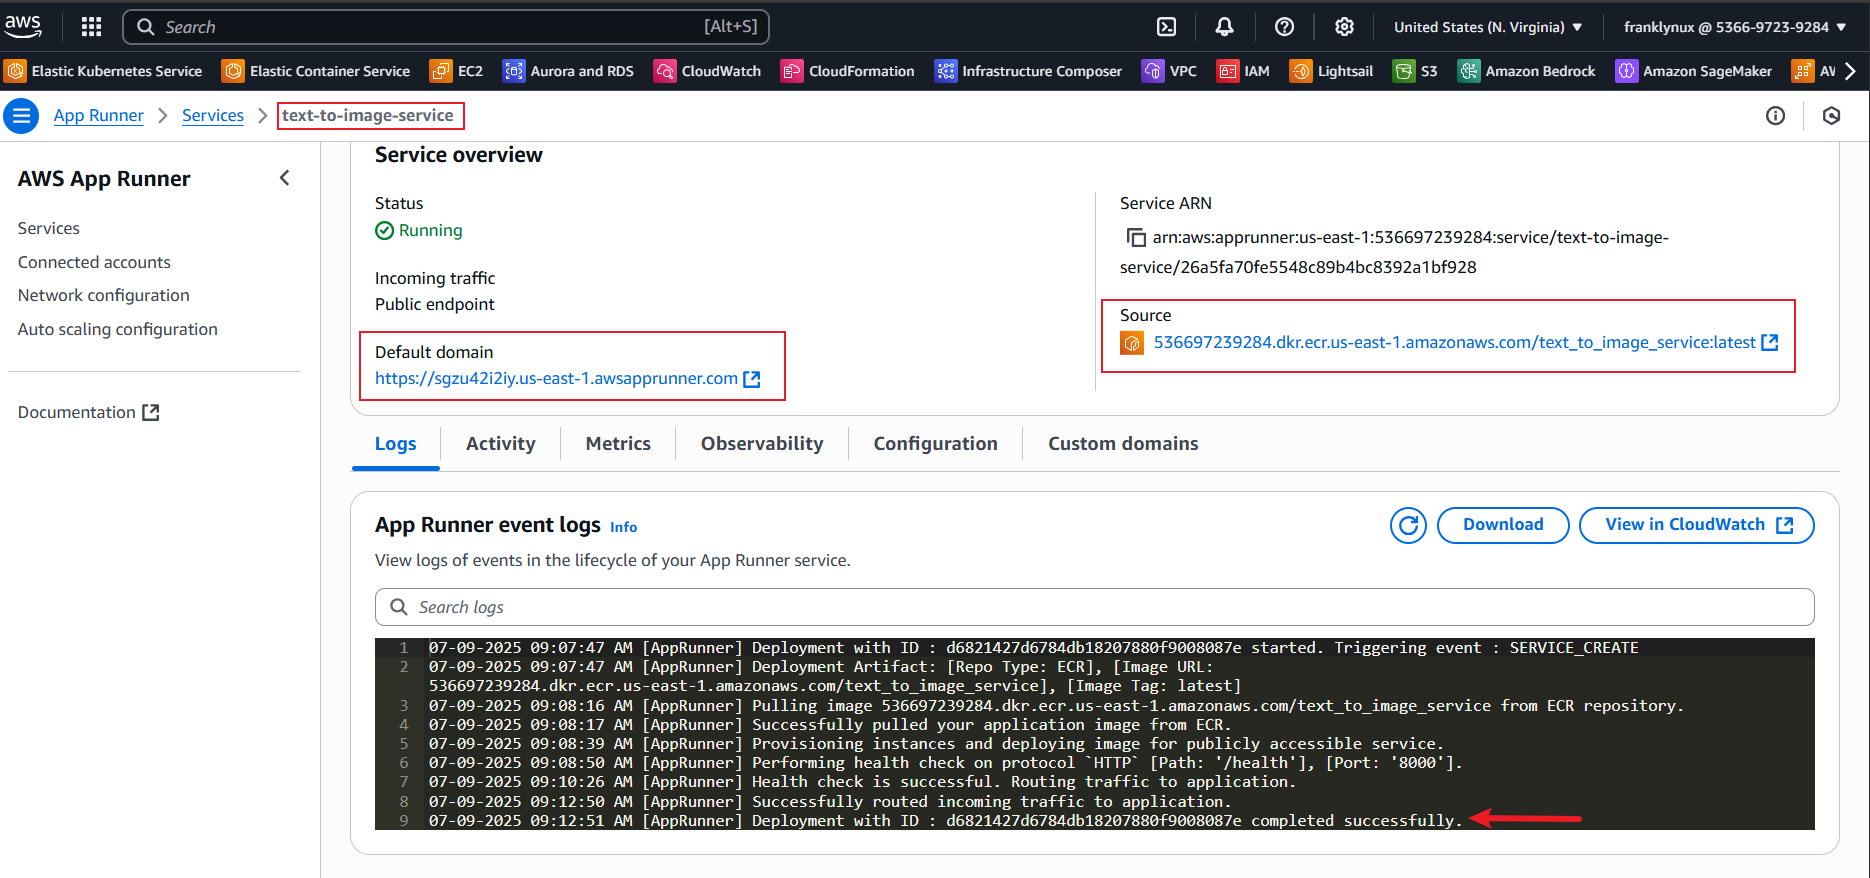 aws
Search
[Alt+S]
United States (N. Virginia)
franklynux @ 5366-9723-9284
Elastic Kubernetes Service
Elastic Container Service
EC2
Aurora and RDS
CloudWatch
CloudFormation
Infrastructure Composer
VPC
IAM
Lightsail
S3
Amazon Bedrock
Amazon SageMaker
App Runner
Services
text-to-image-service
AWS App Runner
Services
Connected accounts
Network configuration
Auto scaling configuration
Documentation
Service overview
Status
Running
Incoming traffic
Public endpoint
Default domain
https://sgzu42i2iy.us-east-1.awsapprunner.com
Service ARN
arn:aws:apprunner:us-east-1:536697239284:service/text-to-image-
service/26a5fa70fe5548c89b4bc8392a1bf928
Source
536697239284.dkr.ecr.us-east-1.amazonaws.com/text_to_image_service:latest
Logs
Activity
Metrics
Observability
Configuration
Custom domains
App Runner event logs Info
Download
View in CloudWatch
View logs of events in the lifecycle of your App Runner service.
Search logs
1 07-09-2025 09:07:47 AM [AppRunner] Deployment with ID : d6821427d6784db18207880f9008087e started. Triggering event : SERVICE_CREATE
2 07-09-2025 09:07:47 AM [AppRunner] Deployment Artifact: [Repo Type: ECR], [Image URL:
536697239284.dkr.ecr.us-east-1.amazonaws.com/text_to_image_service], [Image Tag: latest]
3 07-09-2025 09:08:16 AM [AppRunner] Pulling image 536697239284.dkr.ecr.us-east-1.amazonaws.com/text_to_image_service from ECR repository.
4 07-09-2025 09:08:17 AM [AppRunner] Successfully pulled your application image from ECR.
5 07-09-2025 09:08:39 AM [AppRunner] Provisioning instances and deploying image for publicly accessible service.
6 07-09-2025 09:08:50 AM [AppRunner] Performing health check on protocol `HTTP` [Path: '/health'], [Port: '8000'].
7 07-09-2025 09:10:26 AM [AppRunner] Health check is successful. Routing traffic to application.
8 07-09-2025 09:12:50 AM [AppRunner] Successfully routed incoming traffic to application.
9 07-09-2025 09:12:51 AM [AppRunner] Deployment with ID : d6821427d6784db18207880f9008087e completed successfully.